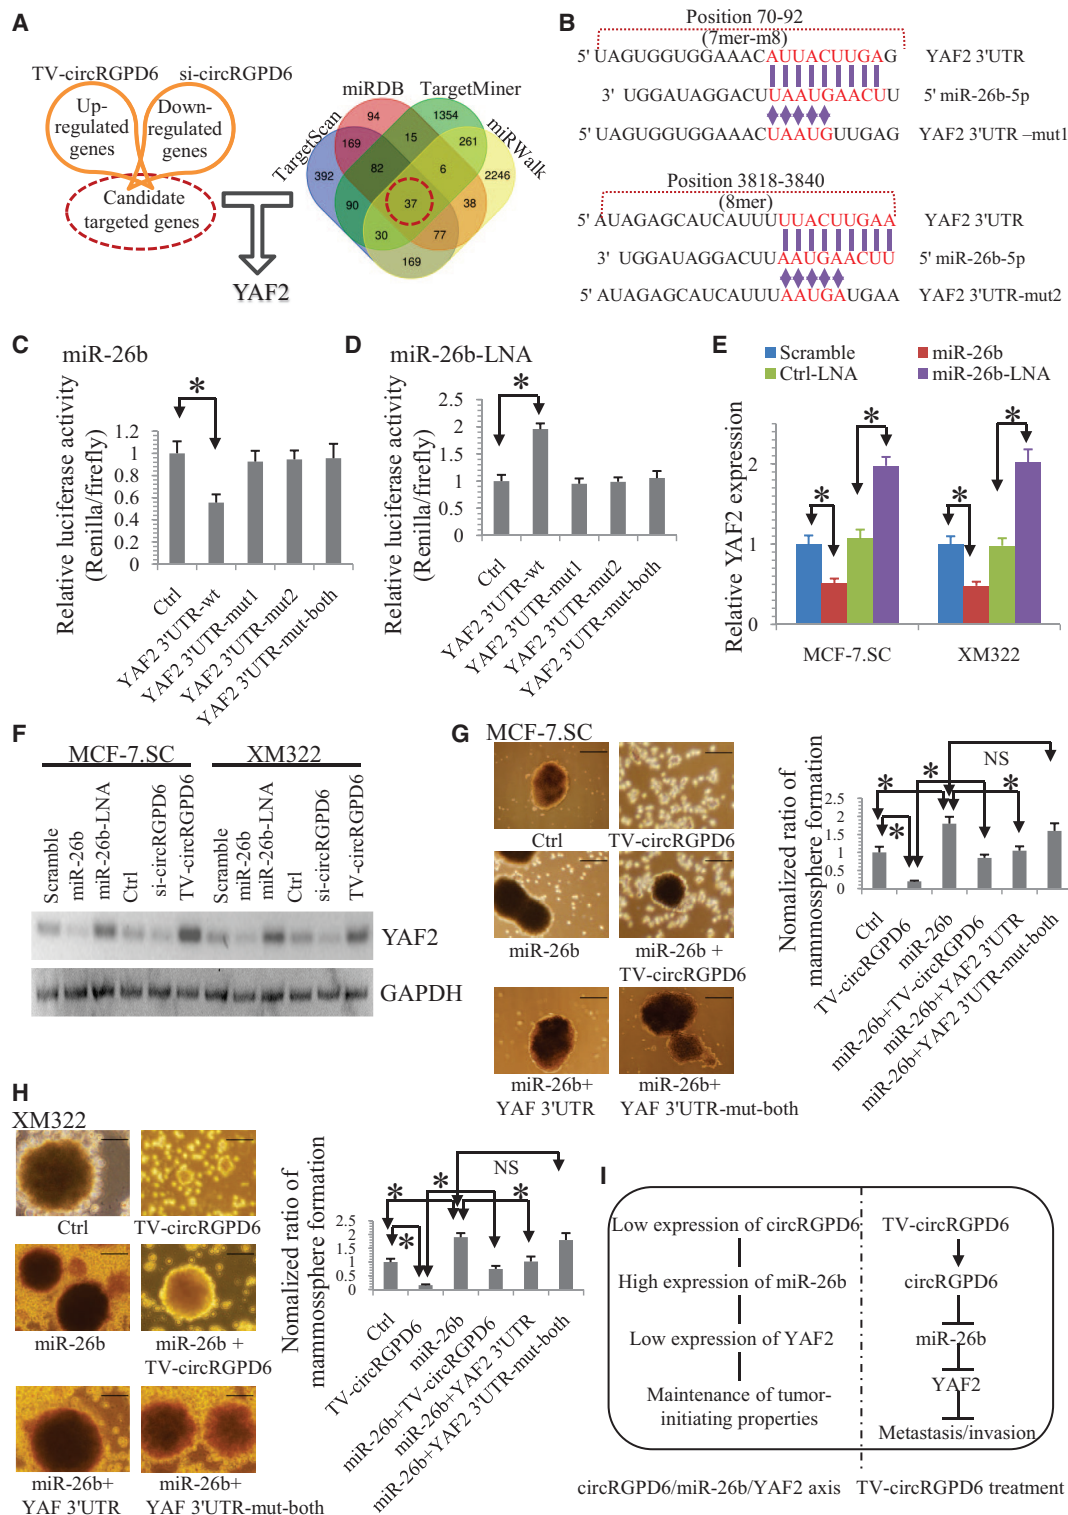 A
TV-circRGPD6
si-circRGPD6
Up-
regulated
genes
Down-
regulated
genes
Candidate
targeted genes
YAF2
miRDB
TargetMiner
TargetScan
miRWalk
94
1354
15
169
261
392
82
6
2246
90
37
38
30
77
169
B
Position 70-92
(7mer-m8)
5' UAGUGGUGGAAACAUUACUUGAG YAF2 3'UTR
3' UGGAUAGGACUUAAUGAACUU 5' miR-26b-5p
5' UAGUGGUGGAAACUAAUGUUGAG YAF2 3'UTR –mut1
Position 3818-3840
(8mer)
5' AUAGAGCAUCAUUUUUACUUGAA YAF2 3'UTR
3' UGGAUAGGACUUAAUGAACUU 5' miR-26b-5p
5' AUAGAGCAUCAUUUAAUGAUGAA YAF2 3'UTR-mut2
C
miR-26b
*
Relative luciferase activity
(Renilla/firefly)
1.2
1
0.8
0.6
0.4
0.2
0
Ctrl
YAF2 3'UTR-wt
YAF2 3'UTR-mut1
YAF2 3'UTR-mut2
YAF2 3'UTR-mut-both
D
miR-26b-LNA
*
Relative luciferase activity
(Renilla/firefly)
2.5
2
1.5
1
0.5
0
Ctrl
YAF2 3'UTR-wt
YAF2 3'UTR-mut1
YAF2 3'UTR-mut2
YAF2 3'UTR-mut-both
E
Scramble
miR-26b
Ctrl-LNA
miR-26b-LNA
Relative YAF2 expression
2
1
0
* * * *
MCF-7.SC
XM322
F
MCF-7.SC
XM322
Scramble
miR-26b
miR-26b-LNA
Ctrl
si-circRGPD6
TV-circRGPD6
Scramble
miR-26b
miR-26b-LNA
Ctrl
si-circRGPD6
TV-circRGPD6
YAF2
GAPDH
G
MCF-7.SC
Ctrl
TV-circRGPD6
miR-26b
miR-26b +
TV-circRGPD6
miR-26b+
YAF 3'UTR
miR-26b+
YAF 3'UTR-mut-both
Nomalized ratio of
mammossphere formation
NS
* * * *
2.5
2
1.5
1
0.5
0
Ctrl
TV-circRGPD6
miR-26b
miR-26b+TV-circRGPD6
miR-26b+YAF2 3'UTR
miR-26b+YAF2 3'UTR-mut-both
H
XM322
Ctrl
TV-circRGPD6
miR-26b
miR-26b +
TV-circRGPD6
miR-26b+
YAF 3'UTR
miR-26b+
YAF 3'UTR-mut-both
Nomalized ratio of
mammossphere formation
NS
* * * *
2.5
2
1.5
1
0.5
0
Ctrl
TV-circRGPD6
miR-26b
miR-26b+TV-circRGPD6
miR-26b+YAF2 3'UTR
miR-26b+YAF2 3'UTR-mut-both
I
Low expression of circRGPD6
High expression of miR-26b
Low expression of YAF2
Maintenance of tumor-
initiating properties
TV-circRGPD6
circRGPD6
miR-26b
YAF2
Metastasis/invasion
circRGPD6/miR-26b/YAF2 axis
TV-circRGPD6 treatment